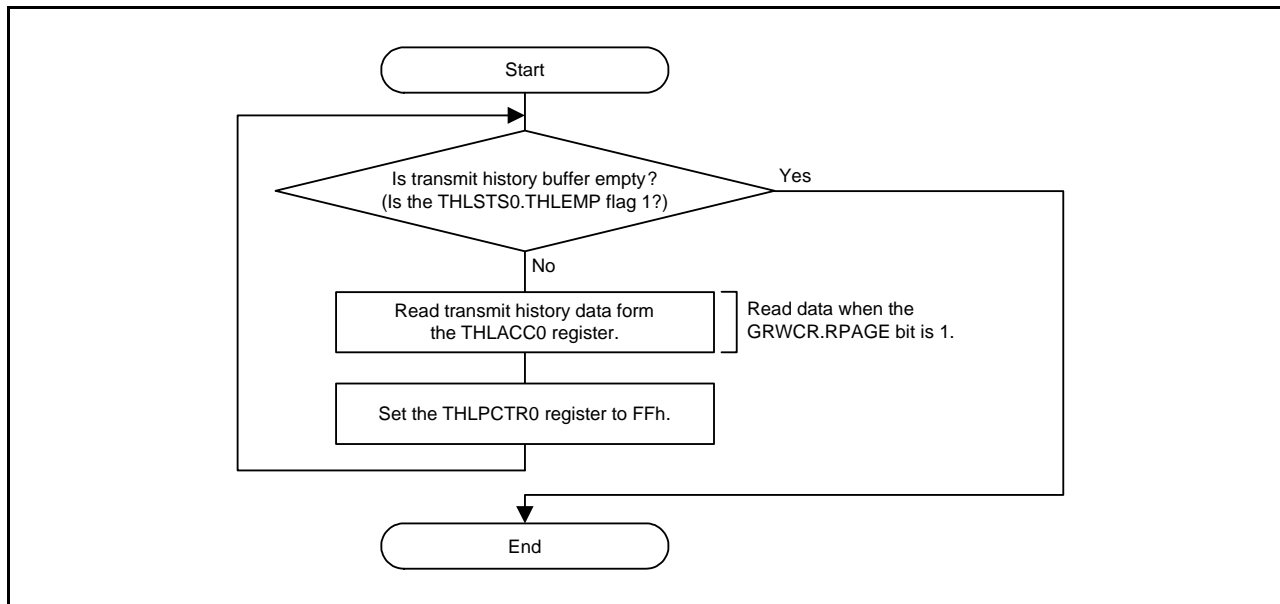 Start
Is transmit history buffer empty?
(Is the THLSTS0.THLEMP flag 1?)
Yes
No
Read transmit history data form
the THLACC0 register.
Read data when the
GRWCR.RPAGE bit is 1.
Set the THLPCTR0 register to FFh.
End